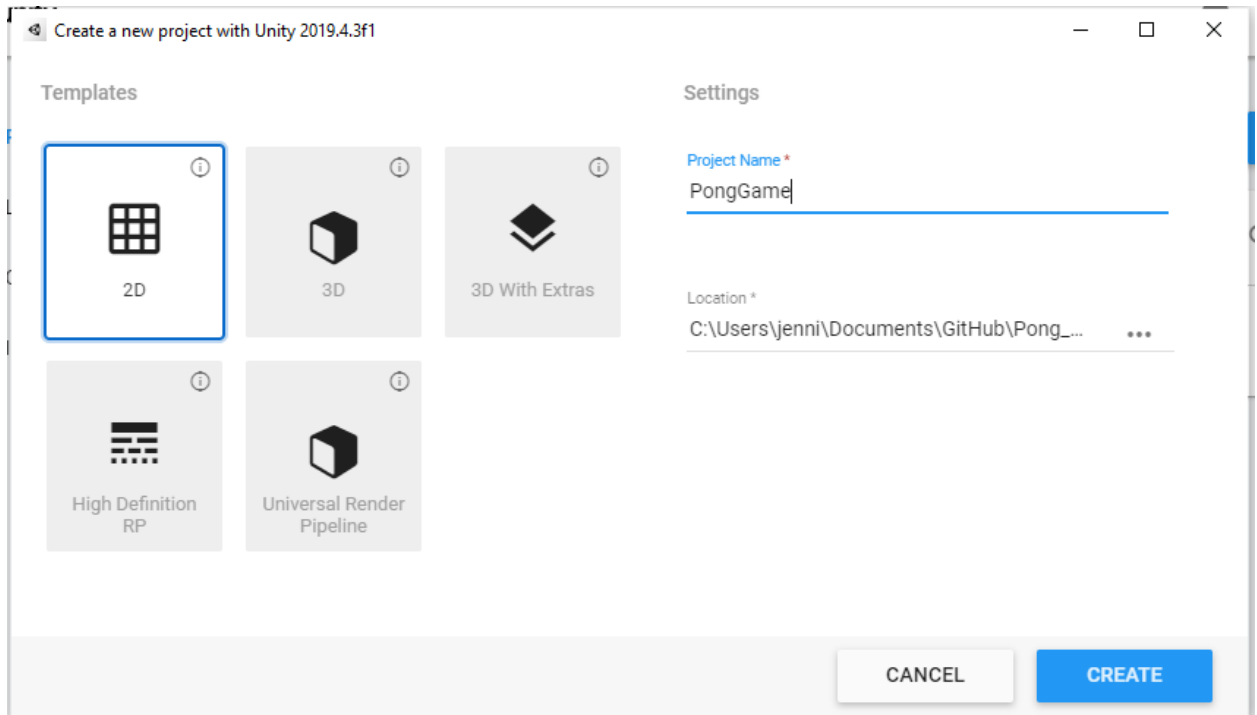 Create a new project with Unity 2019.4.3f1
Templates
Settings
2D
3D
3D With Extras
High Definition
RP
Universal Render
Pipeline
Project Name *
PongGame
Location *
C:\Users\jenni\Documents\GitHub\Pong_...
CANCEL
CREATE